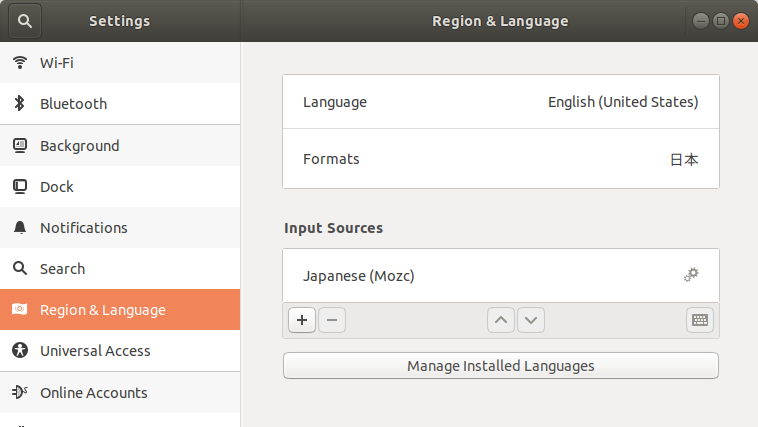 Settings
Region & Language
Wi-Fi
Bluetooth
Background
Dock
Notifications
Search
Region & Language
Universal Access
Online Accounts
Language English (United States)
Formats 日本
Input Sources
Japanese (Mozc)
Manage Installed Languages